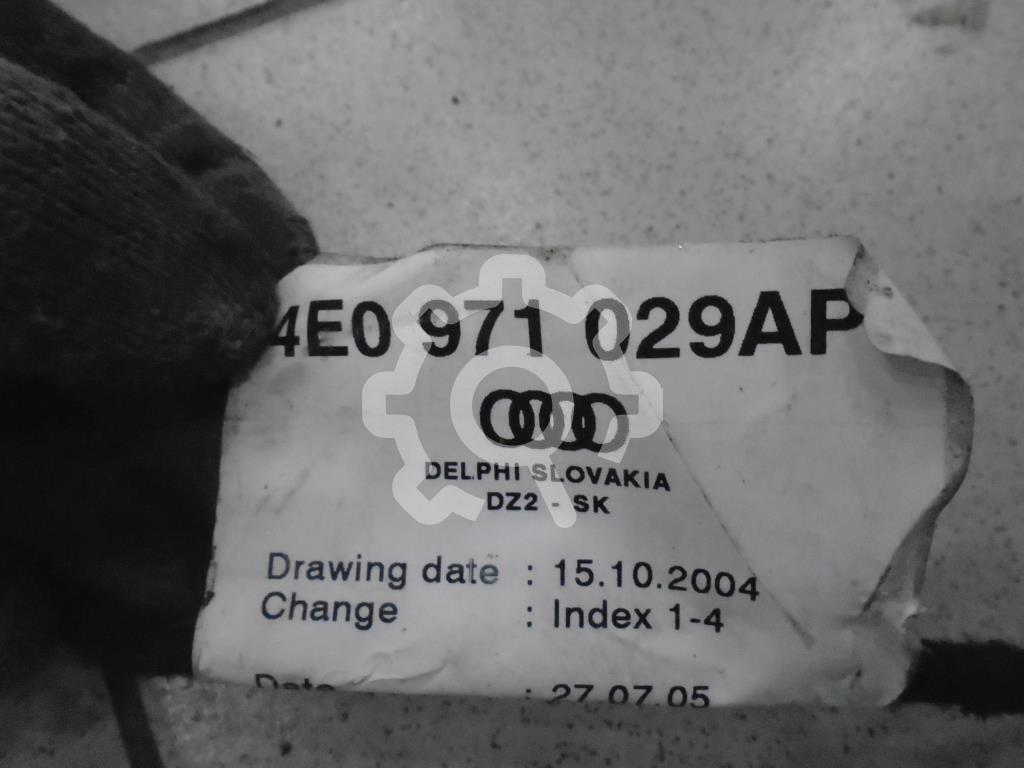 4E0 971 029AP
DELPHI SLOVAKIA
DZ2 - SK
Drawing date : 15.10.2004
Change : Index 1-4
Date : 27.07.05